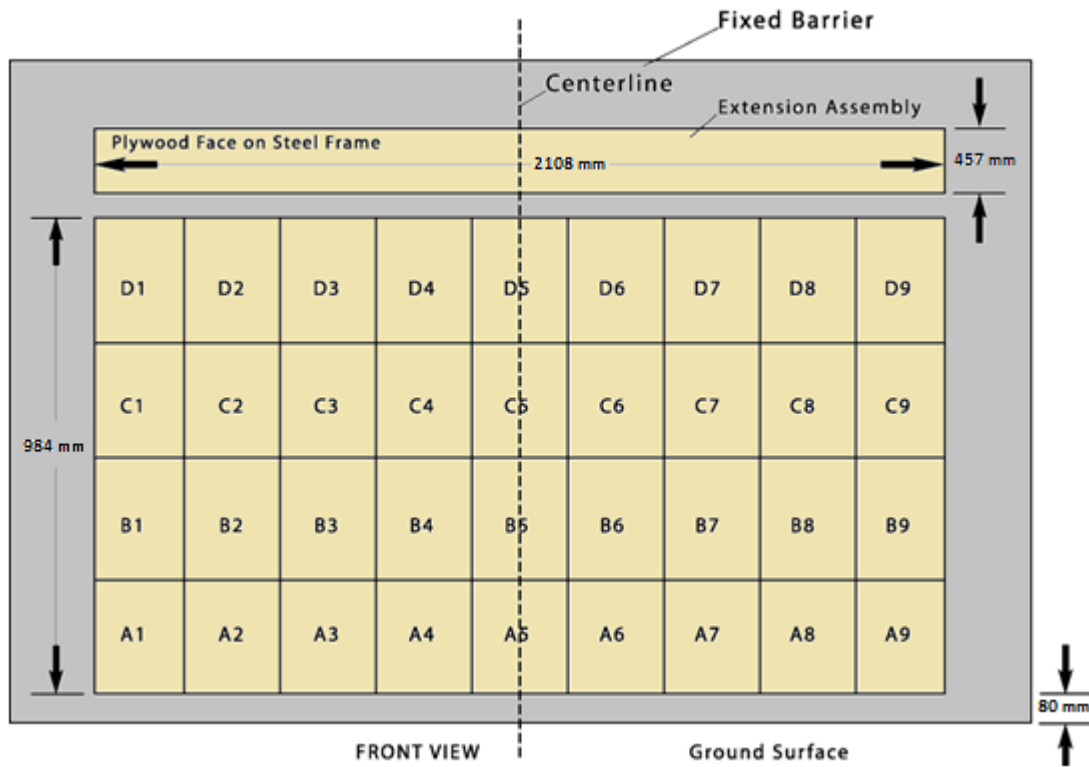 Fixed Barrier
Centerline
Extension Assembly
Plywood Face on Steel Frame
2108 mm
457 mm
D1 D2 D3 D4 D5 D6 D7 D8 D9
C1 C2 C3 C4 C5 C6 C7 C8 C9
984 mm
B1 B2 B3 B4 B5 B6 B7 B8 B9
A1 A2 A3 A4 A5 A6 A7 A8 A9
80 mm
FRONT VIEW
Ground Surface